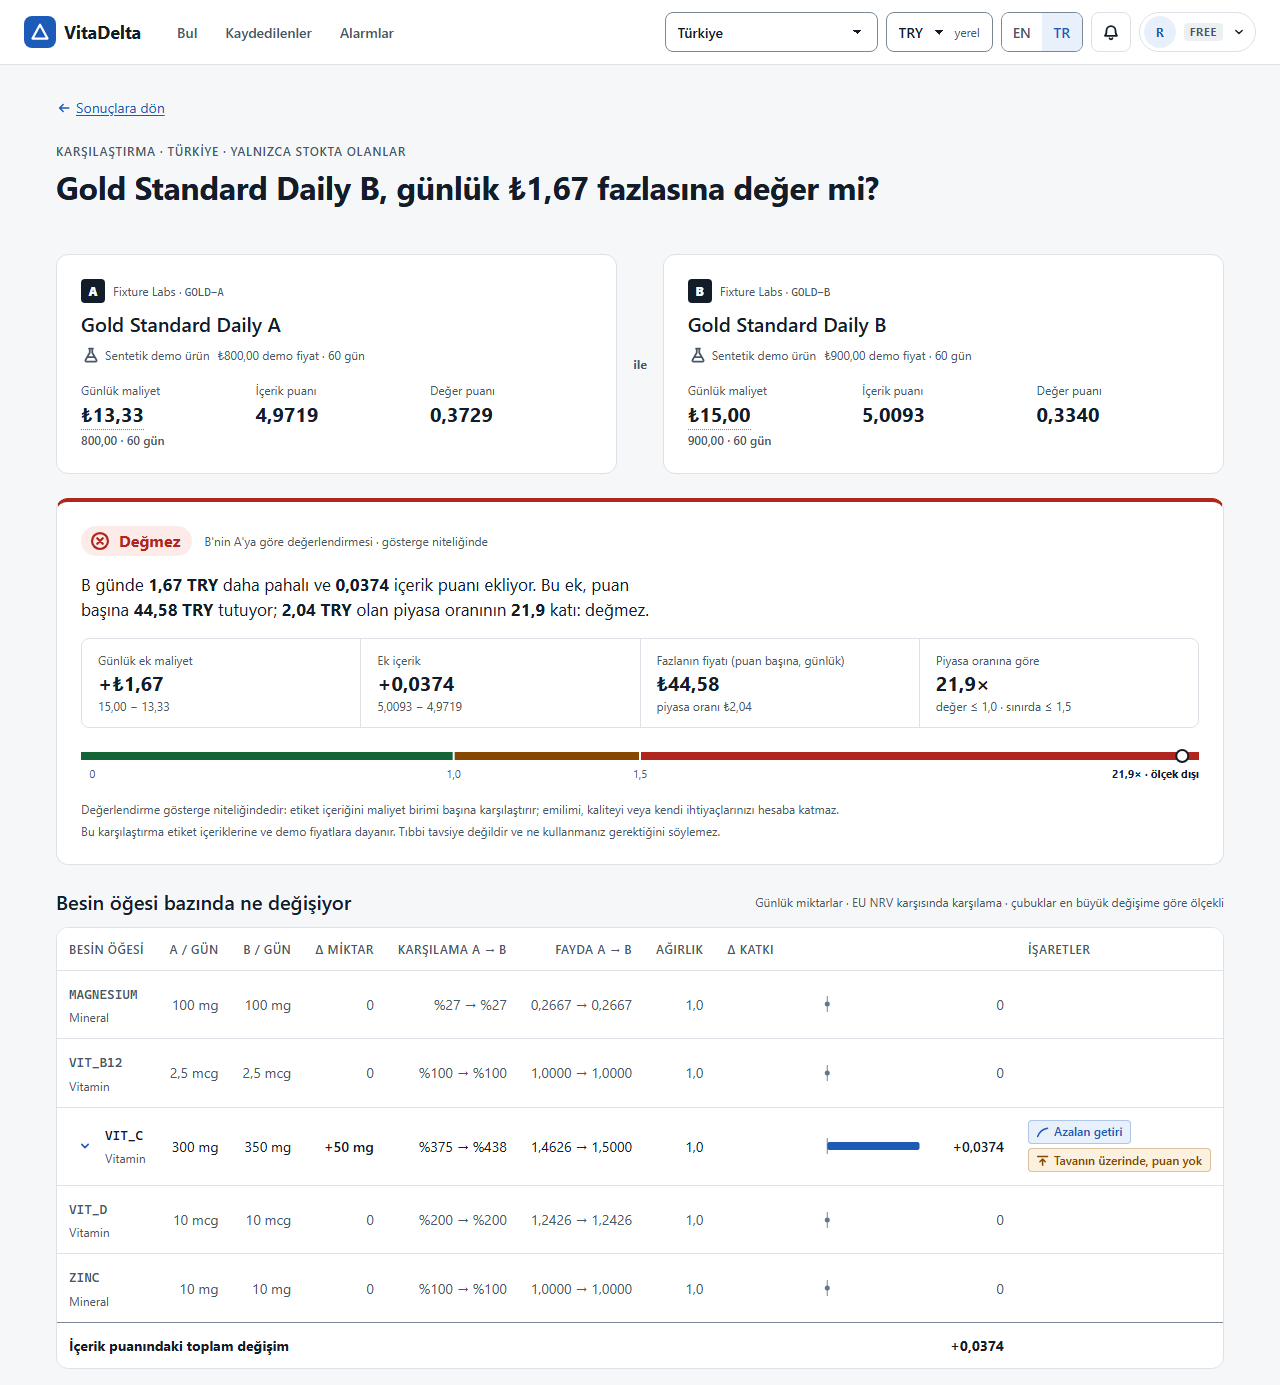 VitaDelta Bul Kaydedilenler Alarmlar Türkiye TRY yerel EN TR R FREE
← Sonuçlara dön
KARŞILAŞTIRMA · TÜRKİYE · YALNIZCA STOKTA OLANLAR
Gold Standard Daily B, günlük ₺1,67 fazlasına değer mi?
A Fixture Labs · GOLD-A
Gold Standard Daily A
Sentetik demo ürün ₺800,00 demo fiyat · 60 gün
Günlük maliyet İçerik puanı Değer puanı
₺13,33 4,9719 0,3729
800,00 · 60 gün
ile
B Fixture Labs · GOLD-B
Gold Standard Daily B
Sentetik demo ürün ₺900,00 demo fiyat · 60 gün
Günlük maliyet İçerik puanı Değer puanı
₺15,00 5,0093 0,3340
900,00 · 60 gün
Değmez B'nin A'ya göre değerlendirmesi · gösterge niteliğinde
B günde 1,67 TRY daha pahalı ve 0,0374 içerik puanı ekliyor. Bu ek, puan
başına 44,58 TRY tutuyor; 2,04 TRY olan piyasa oranının 21,9 katı: değmez.
Günlük ek maliyet
+₺1,67
15,00 − 13,33
Ek içerik
+0,0374
5,0093 − 4,9719
Fazlanın fiyatı (puan başına, günlük)
₺44,58
piyasa oranı ₺2,04
Piyasa oranına göre
21,9×
değer ≤ 1,0 · sınırda ≤ 1,5
0 1,0 1,5 21,9× · ölçek dışı
Değerlendirme gösterge niteliğindedir: etiket içeriğini maliyet birimi başına karşılaştırır; emilimi, kaliteyi veya kendi ihtiyaçlarınızı hesaba katmaz.
Bu karşılaştırma etiket içeriklerine ve demo fiyatlara dayanır. Tıbbi tavsiye değildir ve ne kullanmanız gerektiğini söylemez.
Besin öğesi bazında ne değişiyor
Günlük miktarlar · EU NRV karşısında karşılama · çubuklar en büyük değişime göre ölçekli
BESİN ÖĞESİ A / GÜN B / GÜN Δ MİKTAR KARŞILAMA A → B FAYDA A → B AĞIRLIK Δ KATKI İŞARETLER
MAGNESIUM
Mineral
100 mg 100 mg 0 %27 → %27 0,2667 → 0,2667 1,0 0
VIT_B12
Vitamin
2,5 mcg 2,5 mcg 0 %100 → %100 1,0000 → 1,0000 1,0 0
VIT_C
Vitamin
300 mg 350 mg +50 mg %375 → %438 1,4626 → 1,5000 1,0 +0,0374
Azalan getiri
Tavanın üzerinde, puan yok
VIT_D
Vitamin
10 mcg 10 mcg 0 %200 → %200 1,2426 → 1,2426 1,0 0
ZINC
Mineral
10 mg 10 mg 0 %100 → %100 1,0000 → 1,0000 1,0 0
İçerik puanındaki toplam değişim +0,0374